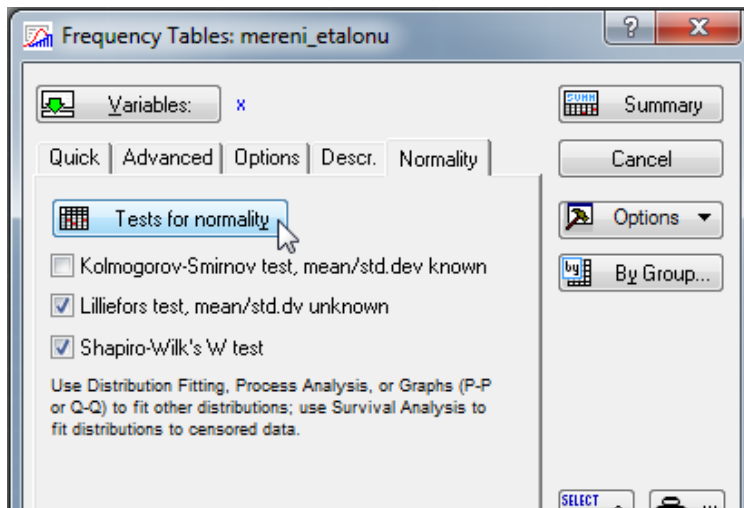 Frequency Tables: mereni_etalonu
?
x
Variables:
x
Summary
Quick
Advanced
Options
Descr.
Normality
Cancel
Tests for normality
Options
Kolmogorov-Smirnov test, mean/std.dev known
By Group...
Lilliefors test, mean/std.dv unknown
Shapiro-Wilk's W test
Use Distribution Fitting, Process Analysis, or Graphs (P-P
or Q-Q) to fit other distributions; use Survival Analysis to
fit distributions to censored data.
SELECT